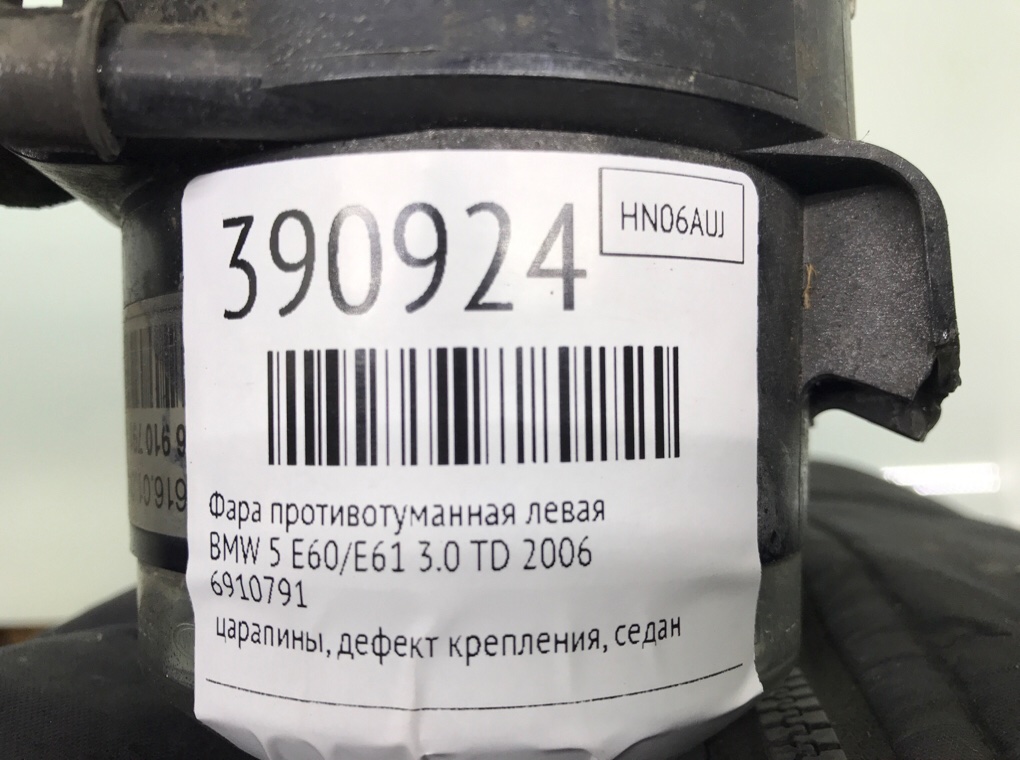 390924
HN06AUJ
Фара противотуманная левая
BMW 5 E60/E61 3.0 TD 2006
6910791
царапины, дефект крепления, седан